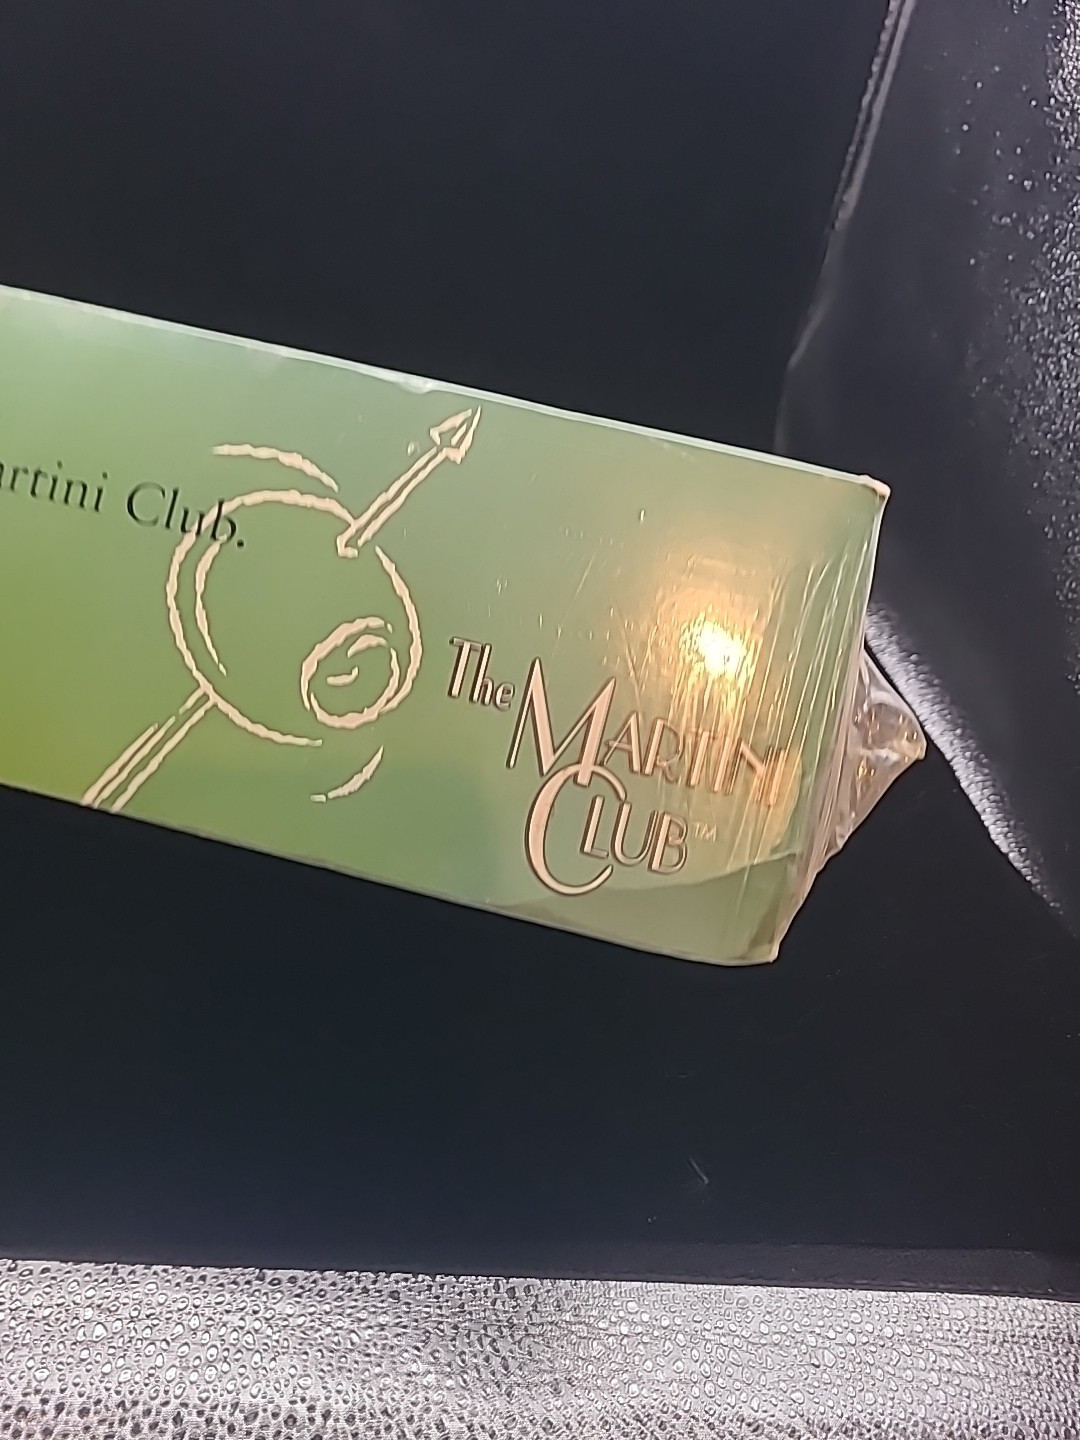 artini Club.
The MARTINI
CLUB™